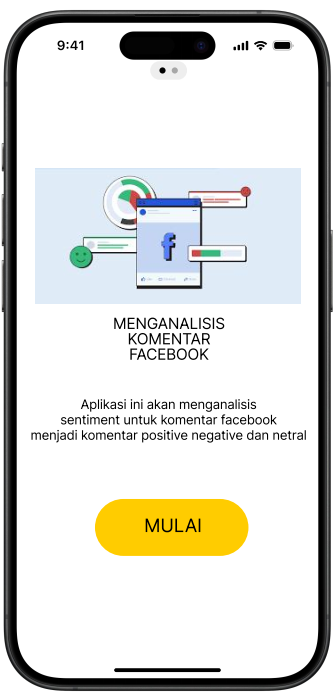 9:41
f
MENGANALISIS
KOMENTAR
FACEBOOK
Aplikasi ini akan menganalisis
sentiment untuk komentar facebook
menjadi komentar positive negative dan netral
MULAI